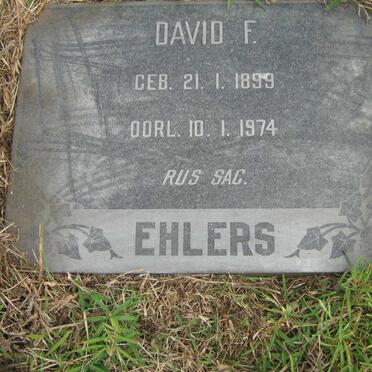 DAVID F.
GEB. 21. 1. 1899
OORL. 10. 1. 1974
RUS SAG.
EHLERS